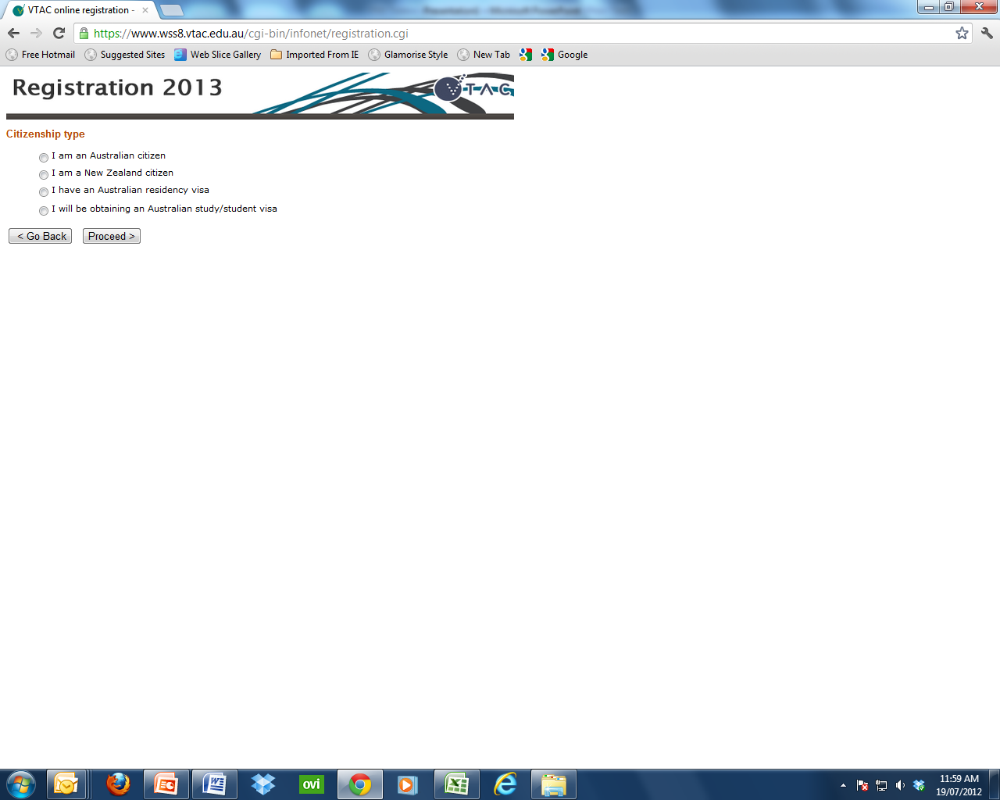 VTAC online registration -
https://www.wss8.vtac.edu.au/cgi-bin/infonet/registration.cgi
Free Hotmail Suggested Sites Web Slice Gallery Imported From IE Glamorise Style New Tab Google
Registration 2013 VTAC
Citizenship type
I am an Australian citizen
I am a New Zealand citizen
I have an Australian residency visa
I will be obtaining an Australian study/student visa
< Go Back Proceed >
ovi
11:59 AM
19/07/2012